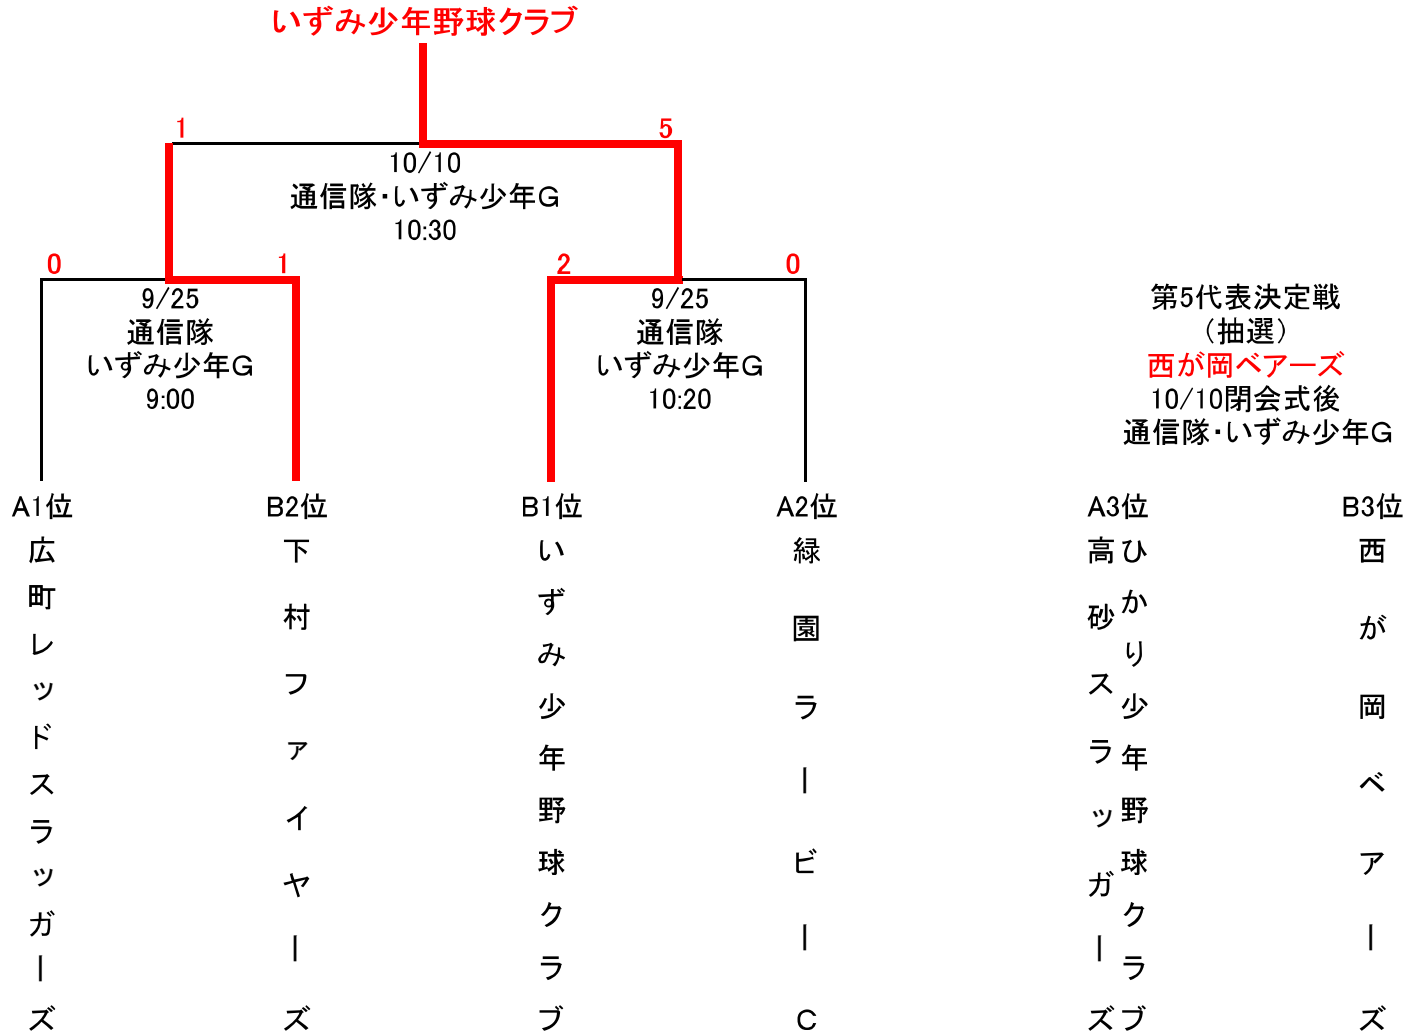 いずみ少年野球クラブ
1
5
10/10
通信隊・いずみ少年G
10:30
0
1
2
0
9/25
通信隊
いずみ少年G
9:00
9/25
通信隊
いずみ少年G
10:20
第5代表決定戦
（抽選）
西が岡ベアーズ
10/10閉会式後
通信隊・いずみ少年G
A1位
B2位
B1位
A2位
A3位
B3位
広町レッドスラッガーズ
下村ファイヤーズ
いずみ少年野球クラブ
緑園ラービーC
高砂スラッガーズ
ひかり少年野球クラブ
西が岡ベアーズ